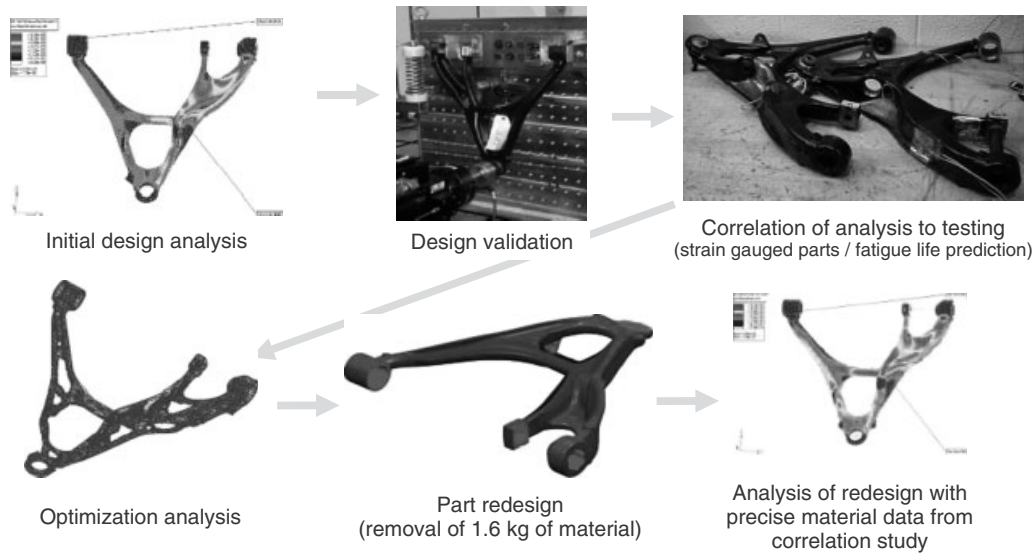 Initial design analysis
Design validation
Correlation of analysis to testing
(strain gauged parts / fatigue life prediction)
Optimization analysis
Part redesign
(removal of 1.6 kg of material)
Analysis of redesign with
precise material data from
correlation study